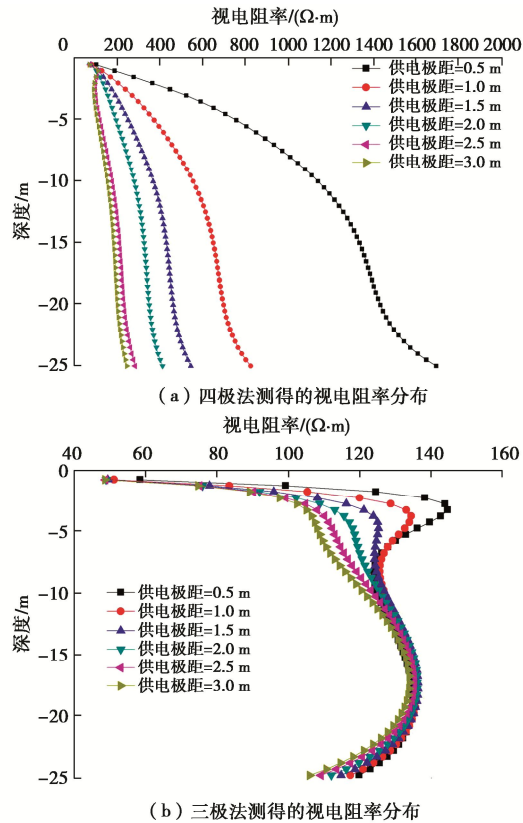 视电阻率/(Ω·m)
0 200 400 600 800 1000 1200 1400 1600 1800 2000
供电极距=0.5 m
供电极距=1.0 m
供电极距=1.5 m
供电极距=2.0 m
供电极距=2.5 m
供电极距=3.0 m
深度/m
0
-5
-10
-15
-20
-25
(a)四极法测得的视电阻率分布
视电阻率/(Ω·m)
40 60 80 100 120 140 160
0
-5
-10
-15
-20
-25
深度/m
供电极距=0.5 m
供电极距=1.0 m
供电极距=1.5 m
供电极距=2.0 m
供电极距=2.5 m
供电极距=3.0 m
(b)三极法测得的视电阻率分布